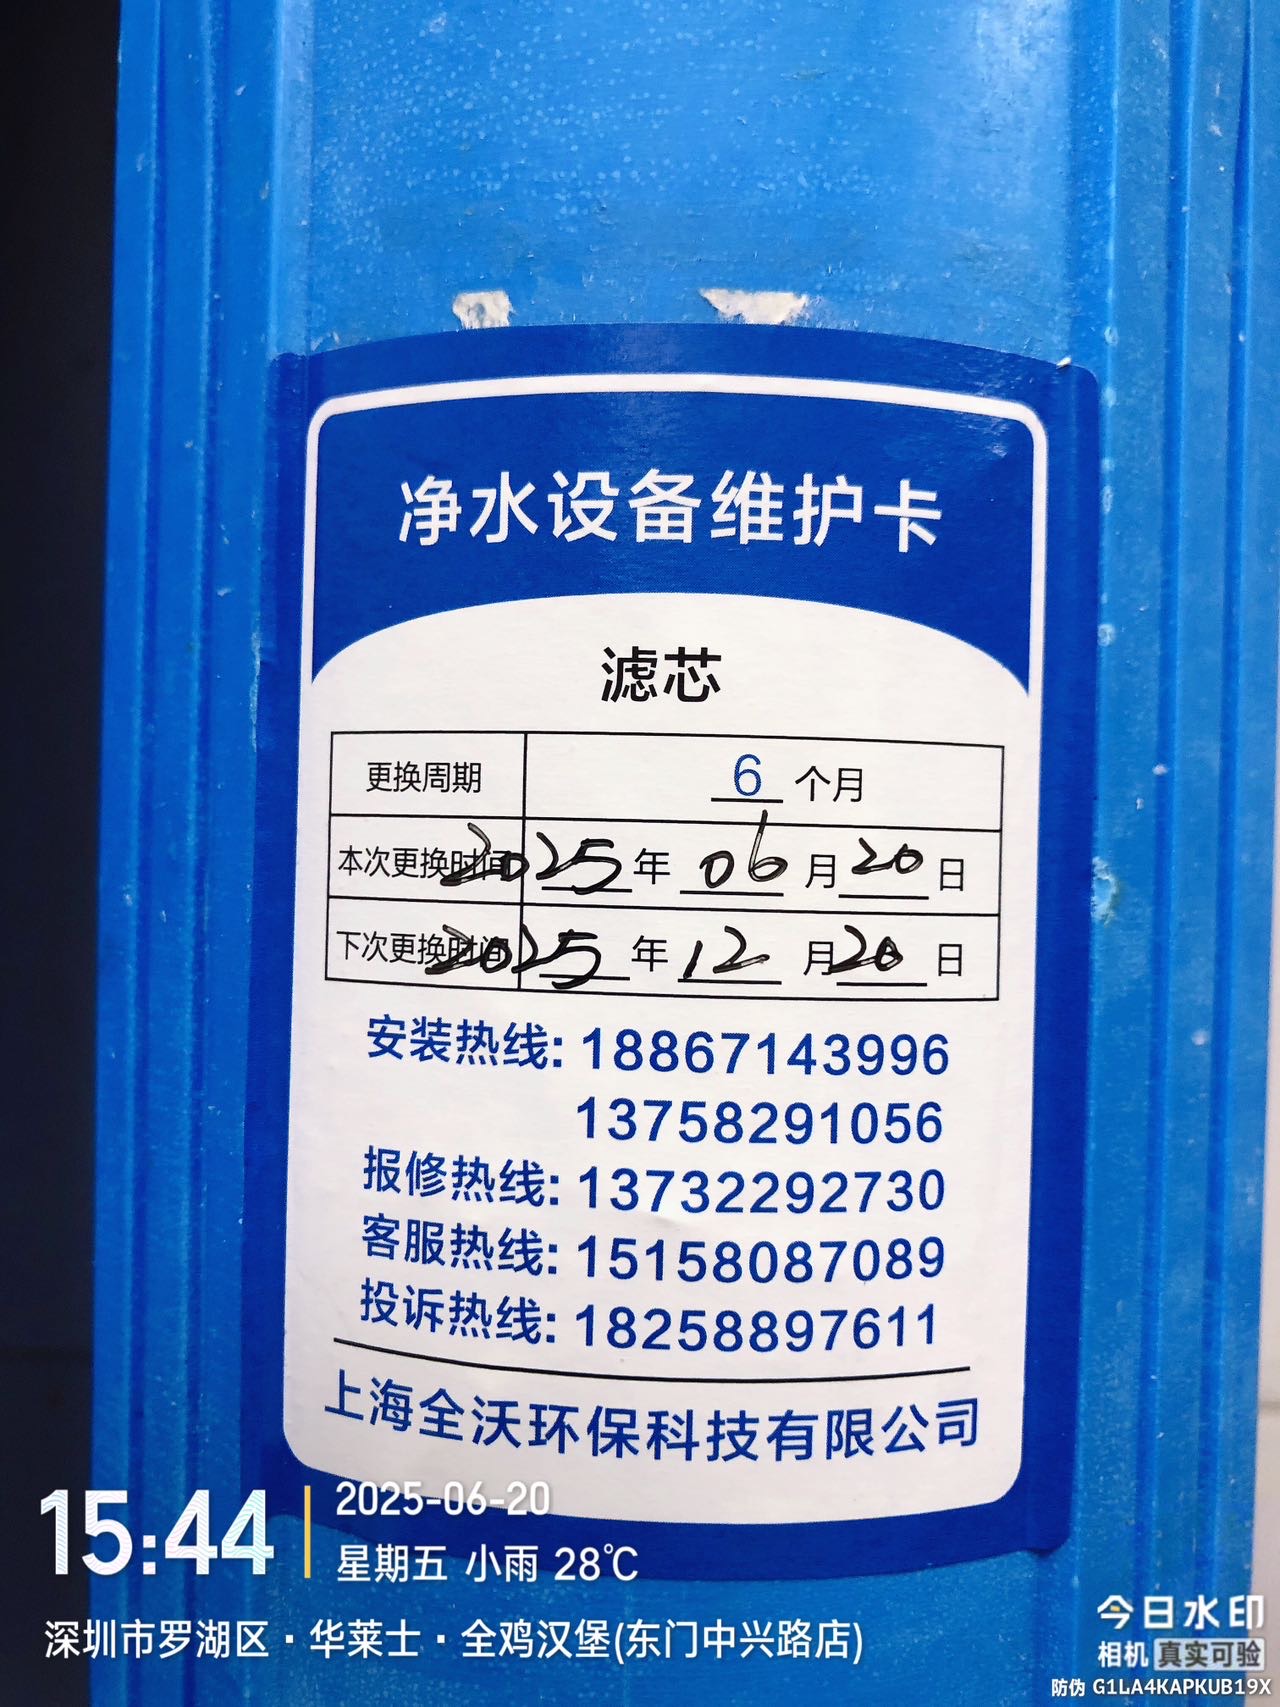 净水设备维护卡
滤芯
更换周期 6 个月
本次更换时间 2025 年 06 月 20 日
下次更换时间 2025 年 12 月 20 日
安装热线: 18867143996
13758291056
报修热线: 13732292730
客服热线: 15158087089
投诉热线: 18258897611
上海全沃环保科技有限公司
15:44
2025-06-20
星期五 小雨 28℃
深圳市罗湖区·华莱士·全鸡汉堡(东门中兴路店)
今日水印
相机 真实可验
防伪 G1LA4KAPKUB19X